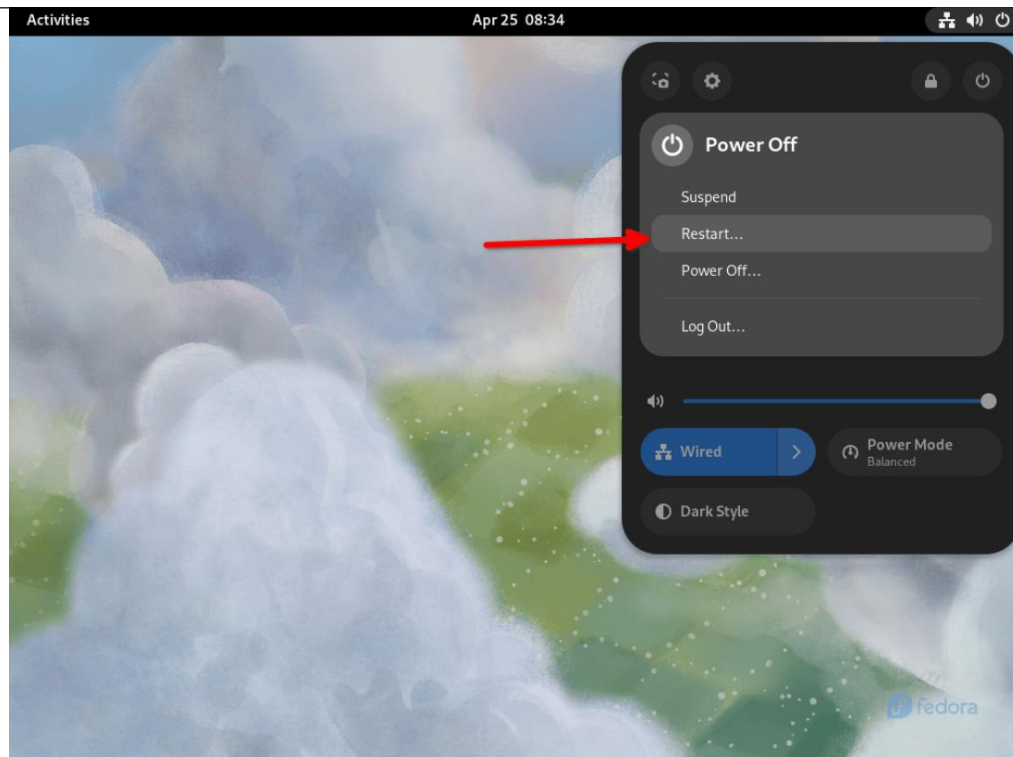 Activities
Apr 25 08:34
Power Off
Suspend
Restart...
Power Off...
Log Out...
Wired
Power Mode
Balanced
Dark Style
fedora